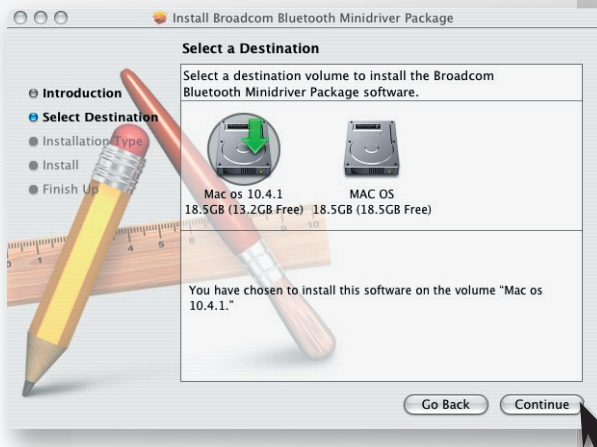 Install Broadcom Bluetooth Minidriver Package
Select a Destination
Introduction
Select Destination
Installation Type
Install
Finish Up
Select a destination volume to install the Broadcom
Bluetooth Minidriver Package software.
Mac os 10.4.1
18.5GB (13.2GB Free)
MAC OS
18.5GB (18.5GB Free)
You have chosen to install this software on the volume “Mac os
10.4.1.”
Go Back
Continue